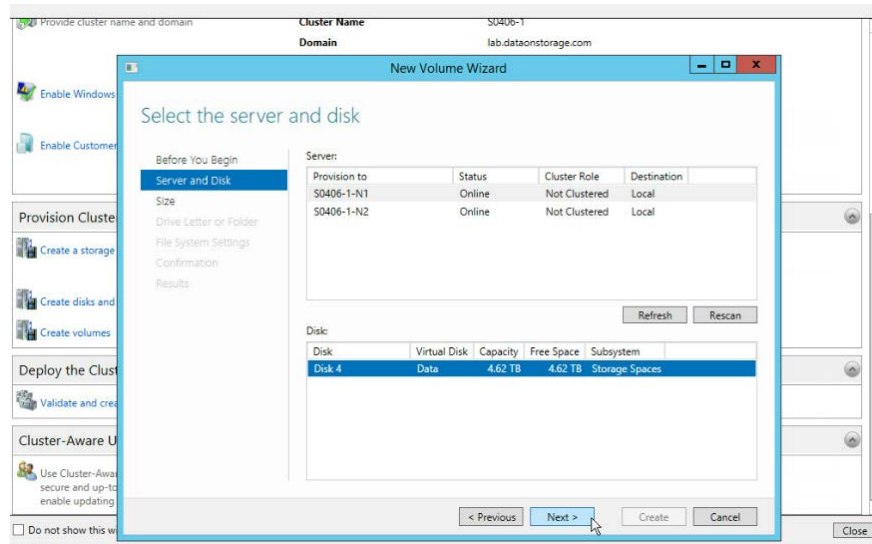 Provide cluster name and domain
Cluster Name S0406-1
Domain lab.dataonstorage.com
New Volume Wizard
Enable Windows
Select the server and disk
Enable Customer
Before You Begin
Server and Disk
Size
Drive Letter or Folder
File System Settings
Confirmation
Results
Server:
Provision to Status Cluster Role Destination
S0406-1-N1 Online Not Clustered Local
S0406-1-N2 Online Not Clustered Local
Provision Cluste
Create a storage
Create disks and
Create volumes
Refresh Rescan
Disk:
Disk Virtual Disk Capacity Free Space Subsystem
Disk 4 Data 4.62 TB 4.62 TB Storage Spaces
Deploy the Clust
Validate and crea
Cluster-Aware U
Use Cluster-Awar
secure and up-to
enable updating
< Previous Next > Create Cancel
Do not show this w
Close